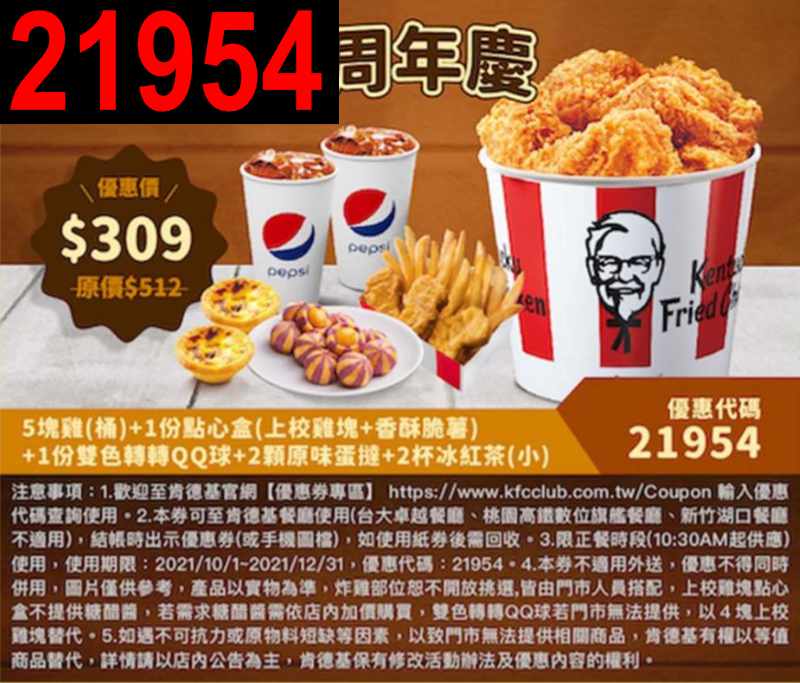 21954
周年慶
優惠價
$309
原價$512
pepsi
pepsi
Kentu
Fried Ch
en
5塊雞(桶)+1份點心盒(上校雞塊+香酥脆薯)
+1份雙色轉轉QQ球+2顆原味蛋撻+2杯冰紅茶(小)
優惠代碼
21954
注意事項：1.歡迎至肯德基官網【優惠券專區】 https://www.kfcclub.com.tw/Coupon 輸入優惠
代碼查詢使用。2.本券可至肯德基餐廳使用(台大卓越餐廳、桃園高鐵數位旗艦餐廳、新竹湖口餐廳
不適用)，結帳時出示優惠券(或手機圖檔)，如使用紙券後需回收。3.限正餐時段(10:30AM起供應)
使用，使用期限：2021/10/1~2021/12/31，優惠代碼：21954。4.本券不適用外送，優惠不得同時
併用，圖片僅供參考，產品以實物為準，炸雞部位恕不開放挑選,皆由門市人員搭配，上校雞塊點心
盒不提供糖醋醬，若需求糖醋醬需依店內加價購買，雙色轉轉QQ球若門市無法提供，以４塊上校
雞塊替代。5.如遇不可抗力或原物料短缺等因素，以致門市無法提供相關商品，肯德基有權以等值
商品替代，詳情請以店內公告為主，肯德基保有修改活動辦法及優惠內容的權利。